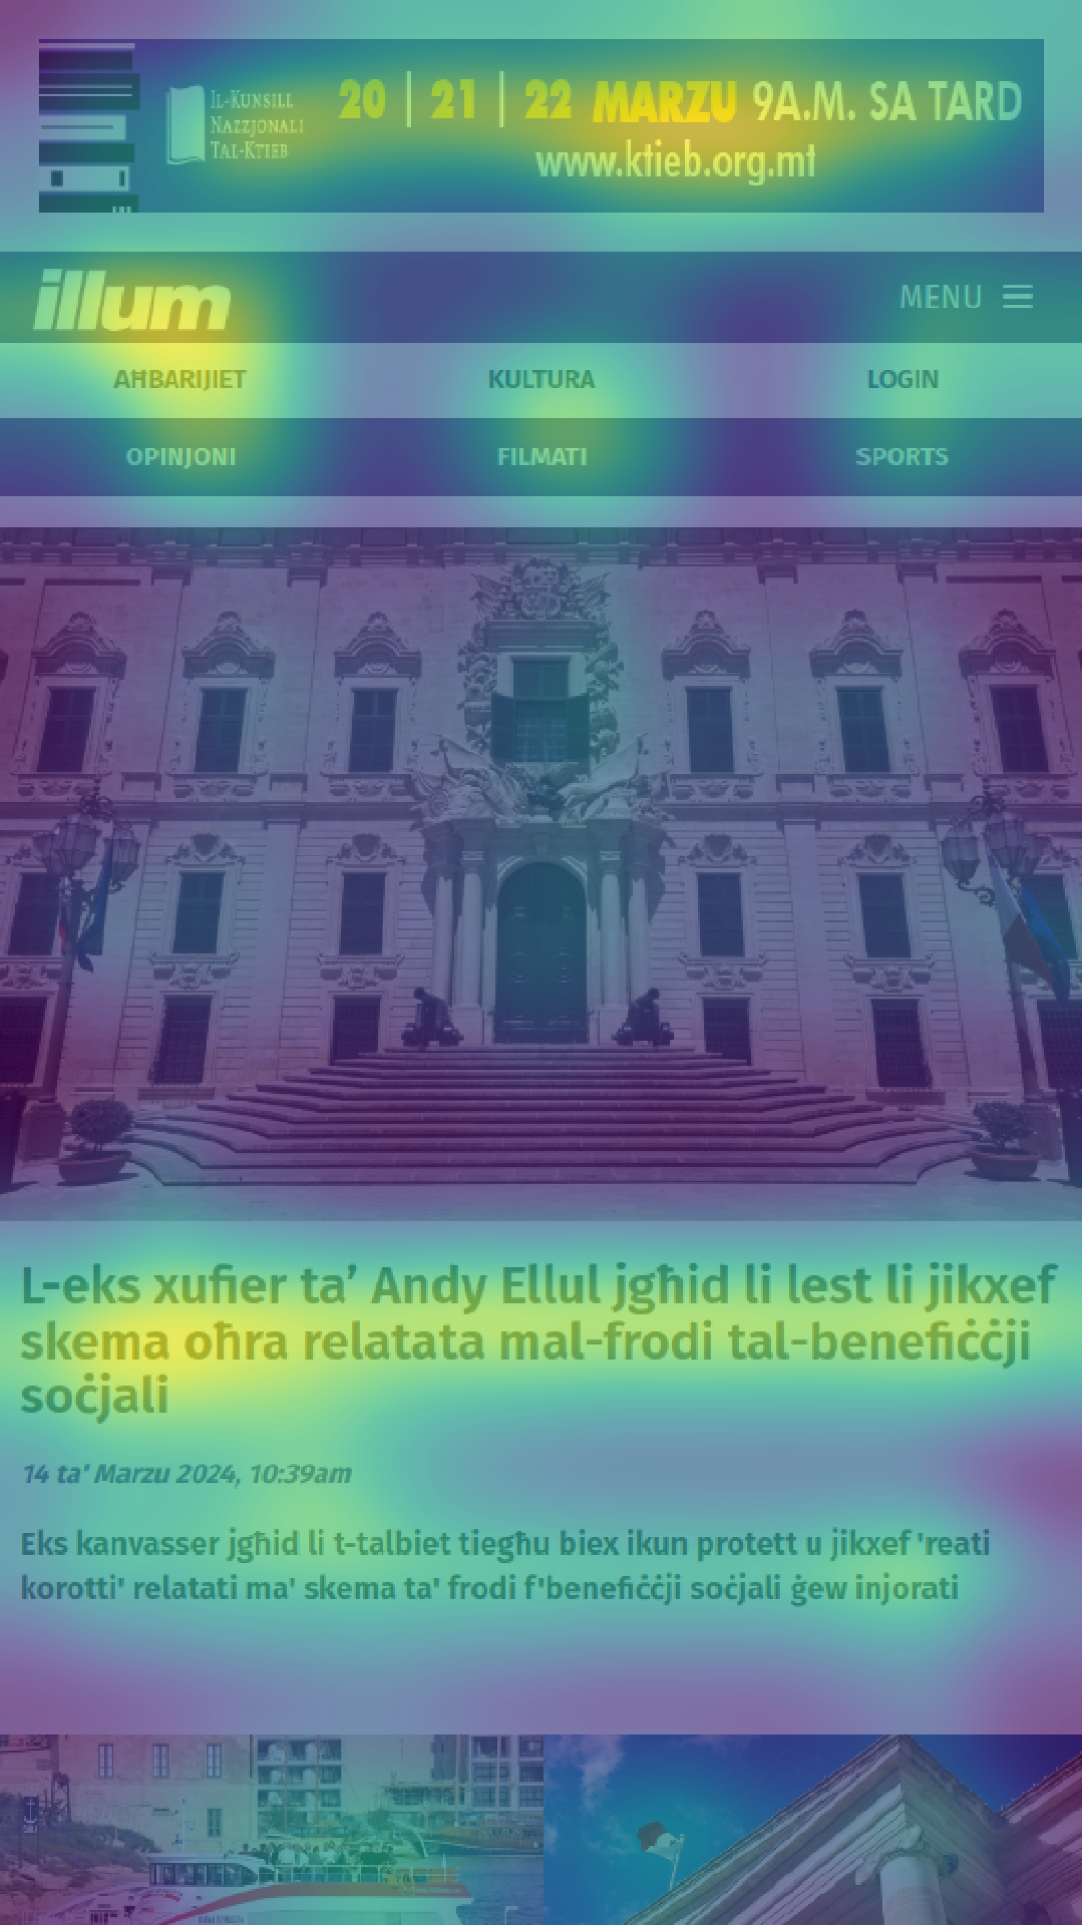 IL-KUNSILL
NAZZJONALI
TAL-KTIEB
20 | 21 | 22 MARZU 9A.M. SA TARD
www.ktieb.org.mt
illum
MENU
AĦBARIJIET KULTURA LOGIN
OPINJONI FILMATI SPORTS
L-eks xufier ta’ Andy Ellul jgħid li lest li jikxef
skema oħra relatata mal-frodi tal-benefiċċji
soċjali
14 ta' Marzu 2024, 10:39am
Eks kanvasser jgħid li t-talbiet tiegħu biex ikun protett u jikxef 'reati
korotti' relatati ma' skema ta' frodi f'benefiċċji soċjali ġew injorati